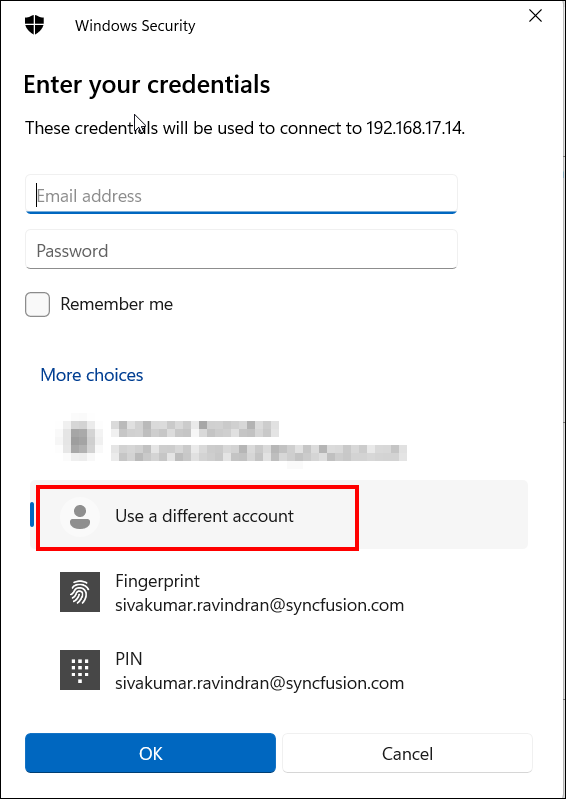 Windows Security
Enter your credentials
These credentials will be used to connect to 192.168.17.14.
Email address
Password
Remember me
More choices
Use a different account
Fingerprint
sivakumar.ravindran@syncfusion.com
PIN
sivakumar.ravindran@syncfusion.com
OK
Cancel